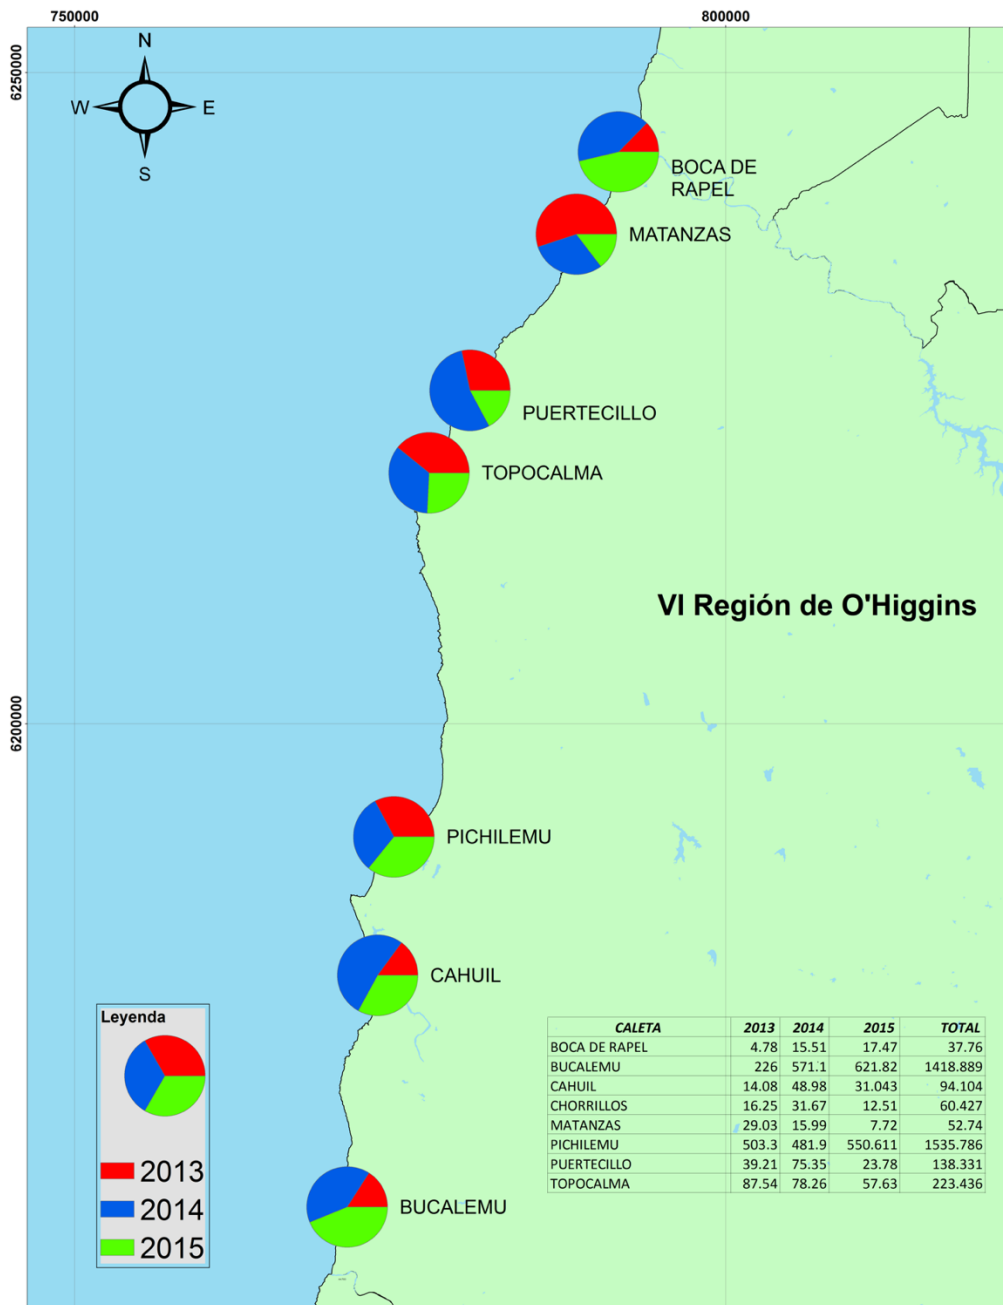 750000
800000
6250000
N
W
E
S
BOCA DE
RAPEL
MATANZAS
PUERTECILLO
TOPOCALMA
VI Región de O'Higgins
6200000
PICHILEMU
CAHUIL
BUCALEMU
Leyenda
2013
2014
2015
CALETA 2013 2014 2015 TOTAL
BOCA DE RAPEL 4.78 15.51 17.47 37.76
BUCALEMU 226 571.1 621.82 1418.889
CAHUIL 14.08 48.98 31.043 94.104
CHORRILLOS 16.25 31.67 12.51 60.427
MATANZAS 29.03 15.99 7.72 52.74
PICHILEMU 503.3 481.9 550.611 1535.786
PUERTECILLO 39.21 75.35 23.78 138.331
TOPOCALMA 87.54 78.26 57.63 223.436